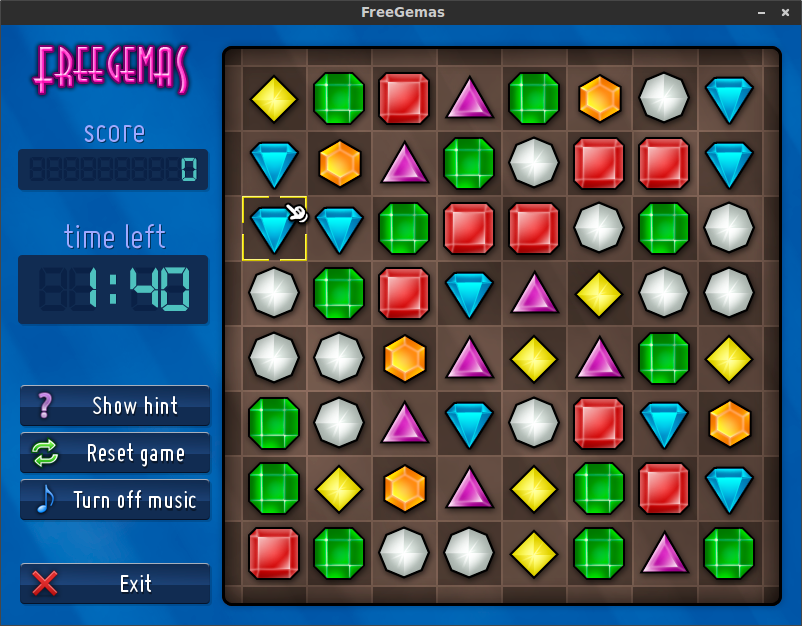 FreeGemas
FREEGEMAS
score
0
time left
1:40
? Show hint
Reset game
Turn off music
Exit